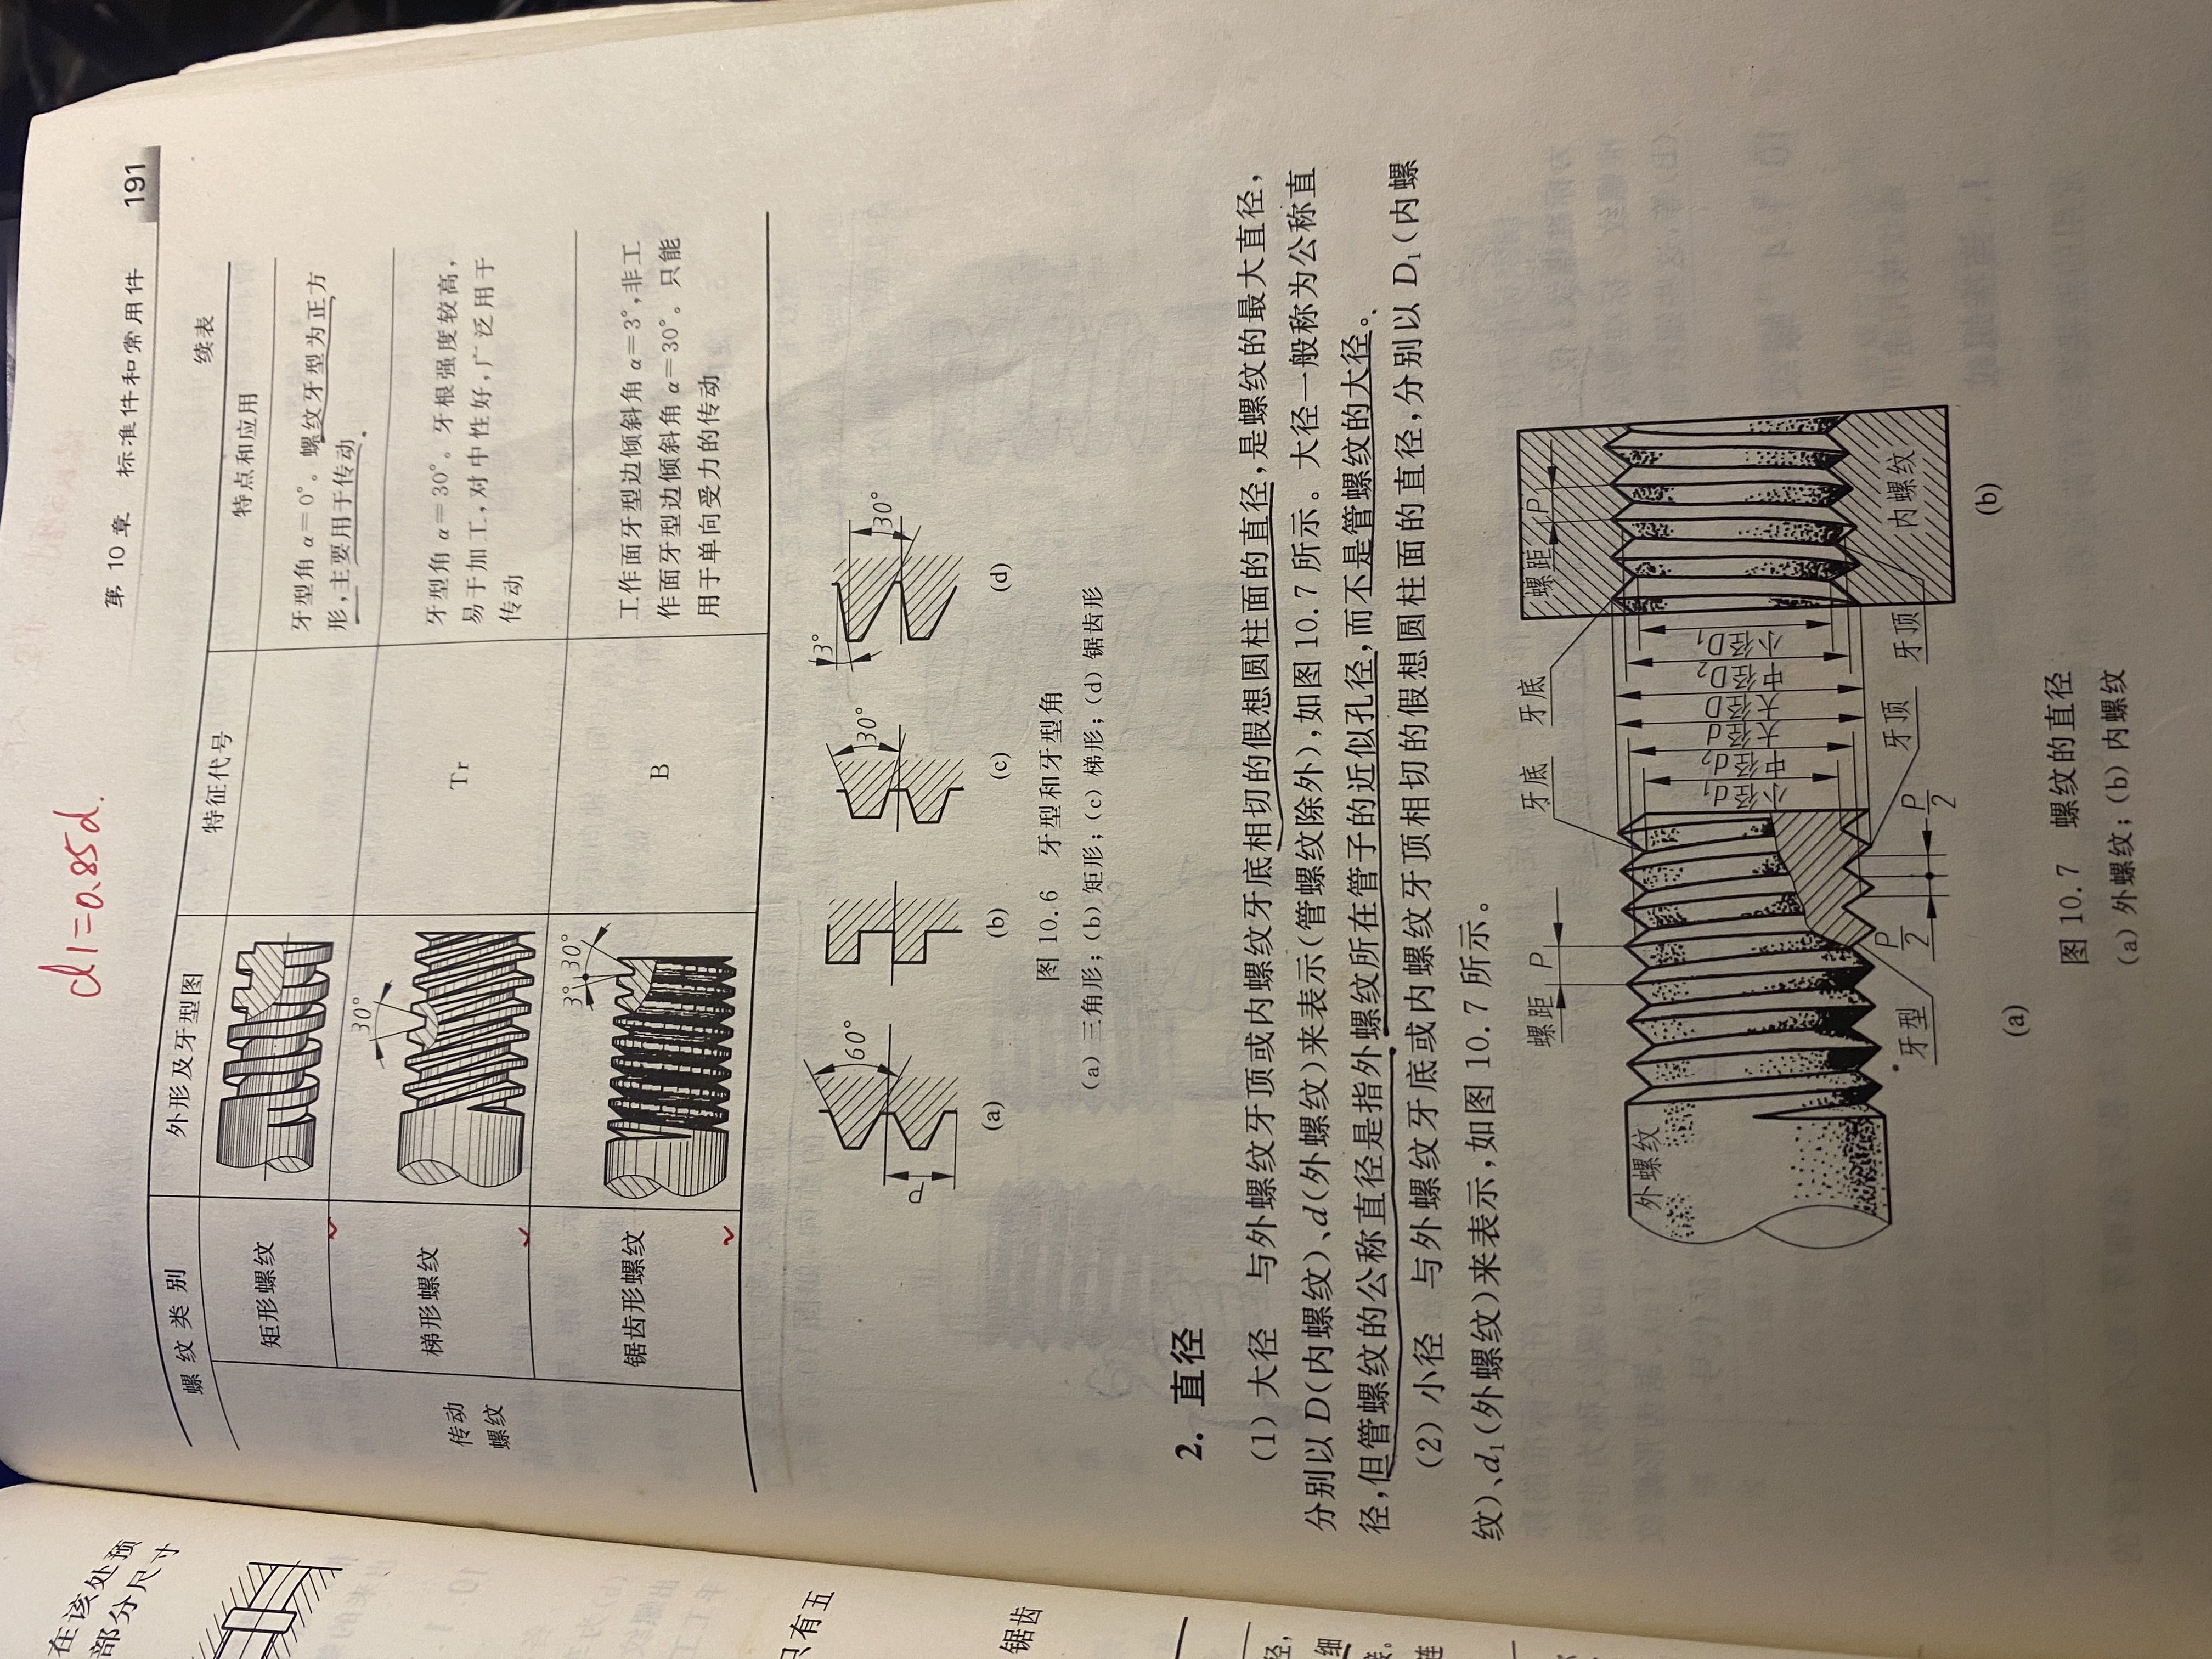 d1=0.85d.
第 10 章 标准件和常用件 191
续表
螺 纹 类 别 外形及牙型图 特征代号 特点和应用
传动
螺纹
矩形螺纹
牙型角 α=0°。螺纹牙型为正方
形,主要用于传动
梯形螺纹
30°
Tr
牙型角 α=30°。牙根强度较高,
易于加工,对中性好,广泛用于
传动
锯齿形螺纹
3° 30°
B
工作面牙型边倾斜角 α=3°,非工
作面牙型边倾斜角 α=30°。只能
用于单向受力的传动
60° 30° 3° 30°
(a) (b) (c) (d)
图 10.6 牙型和牙型角
(a) 三角形; (b) 矩形; (c) 梯形; (d) 锯齿形
2. 直径
(1) 大径 与外螺纹牙顶或内螺纹牙底相切的假想圆柱面的直径,是螺纹的最大直径,
分别以 D(内螺纹)、d(外螺纹)来表示(管螺纹除外),如图 10.7 所示。大径一般称为公称直
径,但管螺纹的公称直径是指外螺纹所在管子的近似孔径,而不是管螺纹的大径。
(2) 小径 与外螺纹牙底或内螺纹牙顶相切的假想圆柱面的直径,分别以 D₁(内螺
纹)、d₁(外螺纹)来表示,如图 10.7 所示。
螺距 P 牙底 牙底 螺距 P
外螺纹
小径d₁
中径d₂
大径d
大径D
中径D₂
小径D₁
内螺纹
牙型 P/2 P/2 牙顶 牙顶
(a) (b)
图 10.7 螺纹的直径
(a) 外螺纹; (b) 内螺纹
在该处预
部分尺寸
只有五
锯齿
径,
细
连